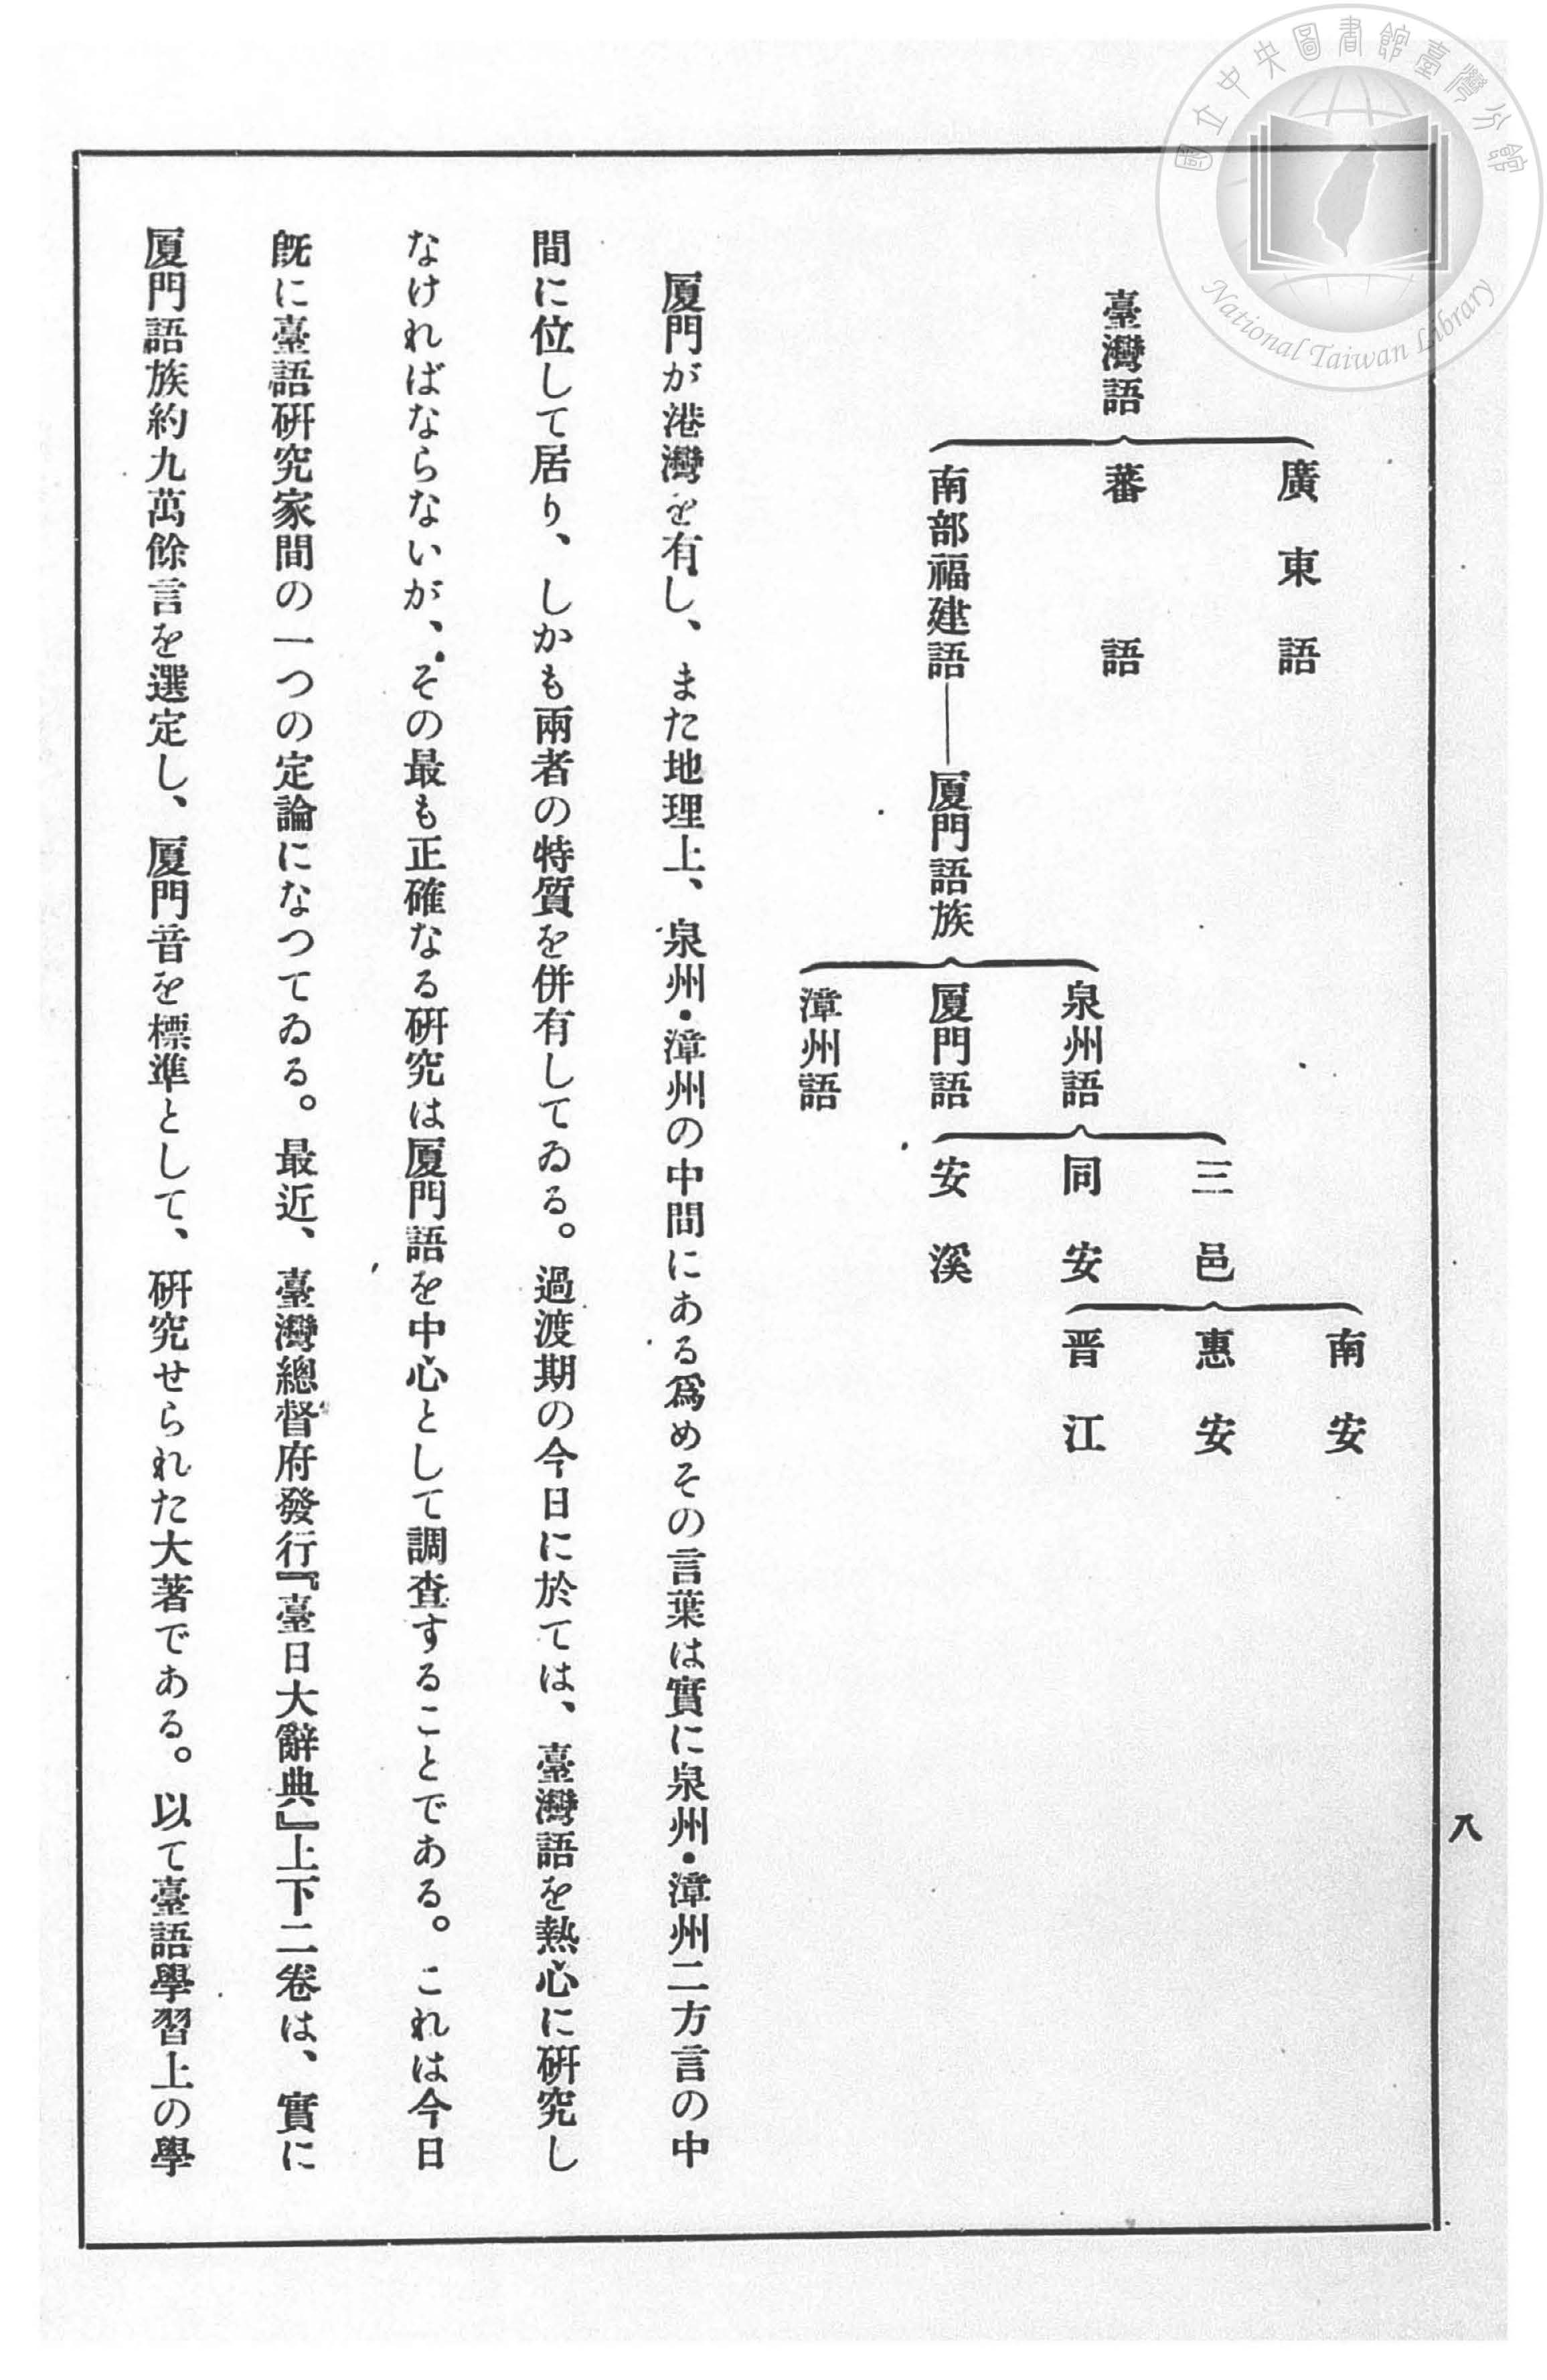 國立中央圖書館臺灣分館
National Taiwan Library
八
臺灣語
廣東語
蕃語
南部福建語——厦門語族
泉州語
厦門語
漳州語
三邑
同安
安溪
南安
惠安
晋江
厦門が港灣を有し、また地理上、泉州・漳州の中間にある爲めその言葉は實に泉州・漳州二方言の中
間に位して居り、しかも兩者の特質を併有してゐる。過渡期の今日に於ては、臺灣語を熱心に硏究し
なければならないが、その最も正確なる硏究は厦門語を中心として調査することである。これは今日
旣に臺語硏究家間の一つの定論になつてゐる。最近、臺灣總督府發行『臺日大辭典』上下二卷は、實に
厦門語族約九萬餘言を選定し、厦門音を標準として、硏究せられた大著である。以て臺語學習上の學